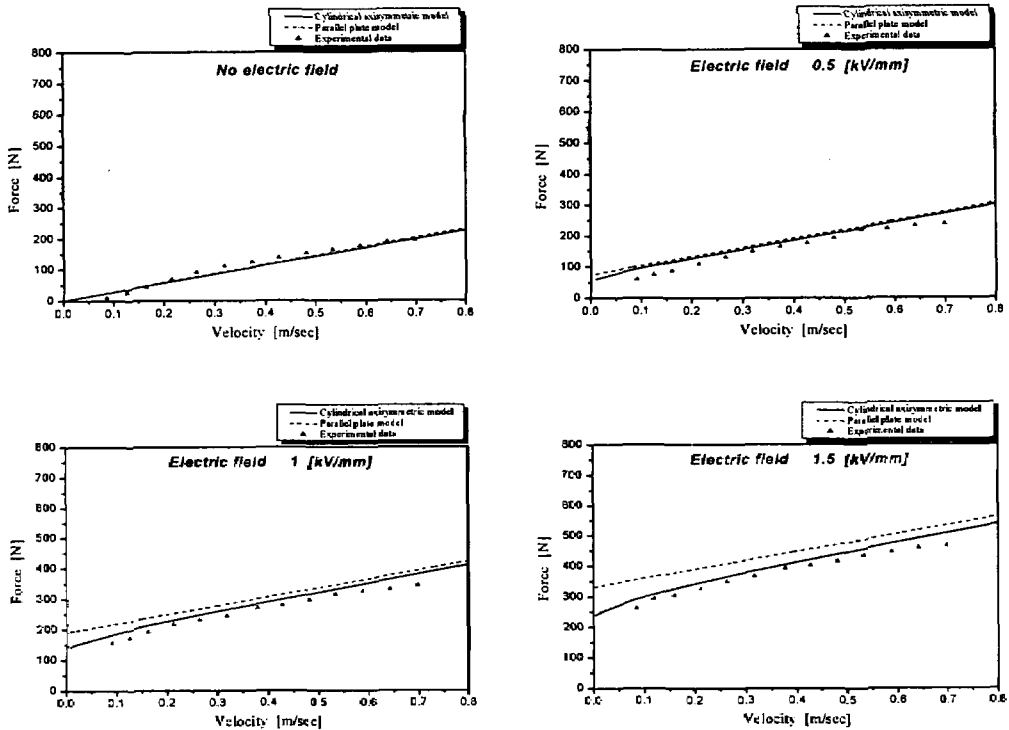 Cylindrical axisymmetric model
Parallel plate model
Experimental data
No electric field
800
700
600
500
400
300
200
100
0
0.0 0.1 0.2 0.3 0.4 0.5 0.6 0.7 0.8
Force [N]
Velocity [m/sec]
Cylindrical axisymmetric model
Parallel plate model
Experimental data
Electric field 0.5 [kV/mm]
800
700
600
500
400
300
200
100
0
0.0 0.1 0.2 0.3 0.4 0.5 0.6 0.7 0.8
Force [N]
Velocity [m/sec]
Cylindrical axisymmetric model
Parallel plate model
Experimental data
Electric field 1 [kV/mm]
800
700
600
500
400
300
200
100
0
0.0 0.1 0.2 0.3 0.4 0.5 0.6 0.7 0.8
Force [N]
Velocity [m/sec]
Cylindrical axisymmetric model
Parallel plate model
Experimental data
Electric field 1.5 [kV/mm]
800
700
600
500
400
300
200
100
0
0.0 0.1 0.2 0.3 0.4 0.5 0.6 0.7 0.8
Force [N]
Velocity [m/sec]